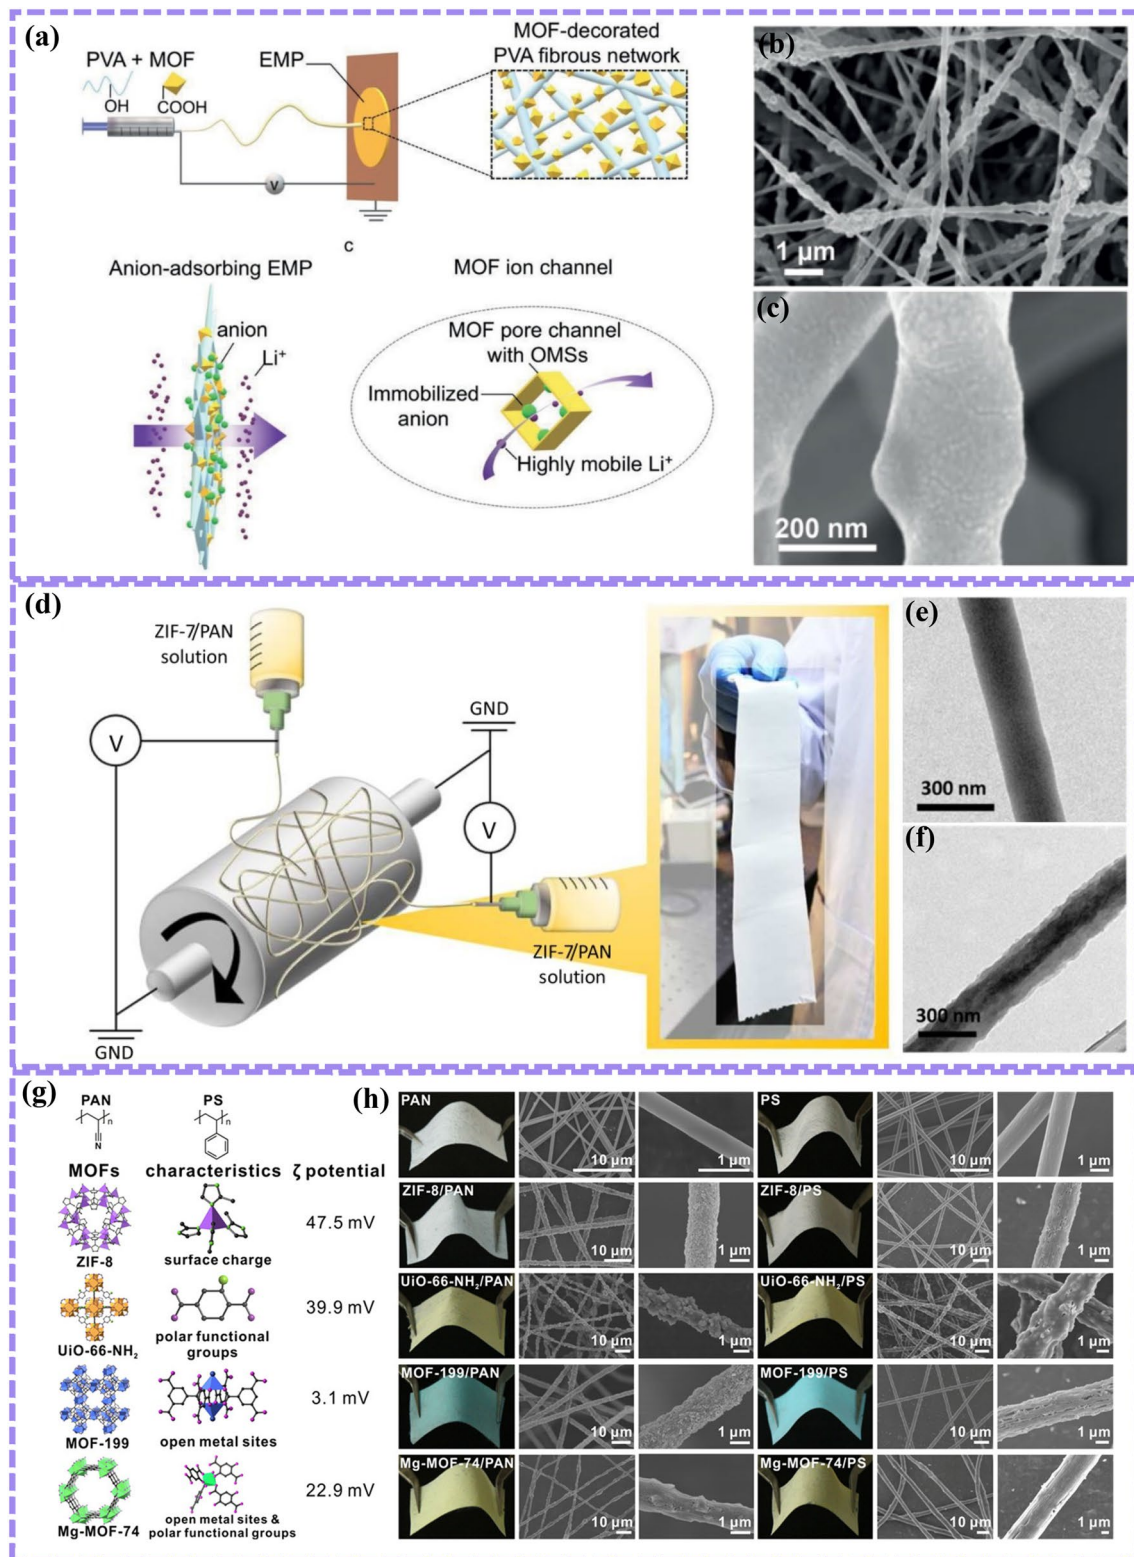 (a)
PVA + MOF
OH
COOH
EMP
V
MOF-decorated
PVA fibrous network
c
Anion-adsorbing EMP
anion
Li⁺
MOF ion channel
MOF pore channel
with OMSs
Immobilized
anion
Highly mobile Li⁺
(b)
1 μm
(c)
200 nm
(d)
ZIF-7/PAN
solution
V
GND
GND
V
ZIF-7/PAN
solution
(e)
300 nm
(f)
300 nm
(g)
PAN
n
N
PS
n
MOFs
characteristics
ζ potential
ZIF-8
surface charge
47.5 mV
UiO-66-NH₂
polar functional
groups
39.9 mV
MOF-199
open metal sites
3.1 mV
Mg-MOF-74
open metal sites &
polar functional groups
22.9 mV
(h)
PAN
10 μm
1 μm
PS
10 μm
1 μm
ZIF-8/PAN
10 μm
1 μm
ZIF-8/PS
10 μm
1 μm
UiO-66-NH₂/PAN
10 μm
1 μm
UiO-66-NH₂/PS
10 μm
1 μm
MOF-199/PAN
10 μm
1 μm
MOF-199/PS
10 μm
1 μm
Mg-MOF-74/PAN
10 μm
1 μm
Mg-MOF-74/PS
10 μm
1 μm